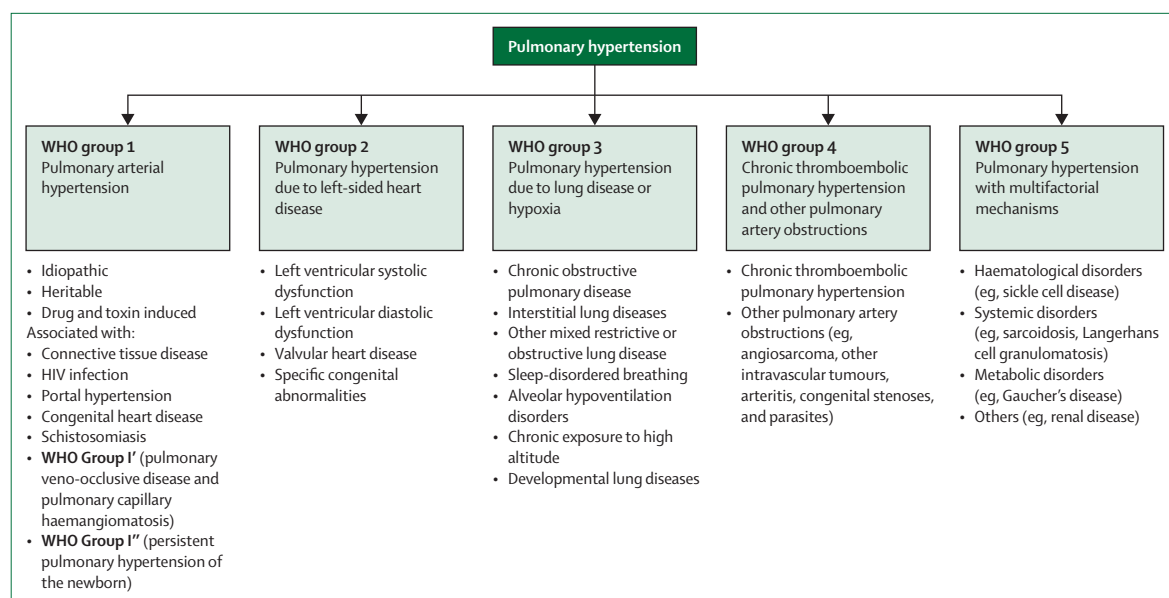 Pulmonary hypertension
WHO group 1
Pulmonary arterial
hypertension
WHO group 2
Pulmonary hypertension
due to left-sided heart
disease
WHO group 3
Pulmonary hypertension
due to lung disease or
hypoxia
WHO group 4
Chronic thromboembolic
pulmonary hypertension
and other pulmonary
artery obstructions
WHO group 5
Pulmonary hypertension
with multifactorial
mechanisms
• Idiopathic
• Heritable
• Drug and toxin induced
Associated with:
• Connective tissue disease
• HIV infection
• Portal hypertension
• Congenital heart disease
• Schistosomiasis
• WHO Group I′ (pulmonary
veno-occlusive disease and
pulmonary capillary
haemangiomatosis)
• WHO Group I″ (persistent
pulmonary hypertension of
the newborn)
• Left ventricular systolic
dysfunction
• Left ventricular diastolic
dysfunction
• Valvular heart disease
• Specific congenital
abnormalities
• Chronic obstructive
pulmonary disease
• Interstitial lung diseases
• Other mixed restrictive or
obstructive lung disease
• Sleep-disordered breathing
• Alveolar hypoventilation
disorders
• Chronic exposure to high
altitude
• Developmental lung diseases
• Chronic thromboembolic
pulmonary hypertension
• Other pulmonary artery
obstructions (eg,
angiosarcoma, other
intravascular tumours,
arteritis, congenital stenoses,
and parasites)
• Haematological disorders
(eg, sickle cell disease)
• Systemic disorders
(eg, sarcoidosis, Langerhans
cell granulomatosis)
• Metabolic disorders
(eg, Gaucher's disease)
• Others (eg, renal disease)